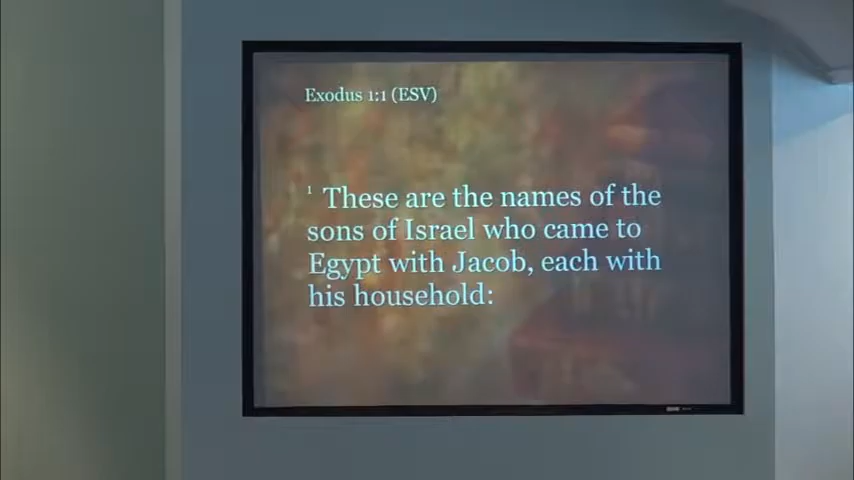 Exodus 1:1 (ESV)
1 These are the names of the
sons of Israel who came to
Egypt with Jacob, each with
his household: